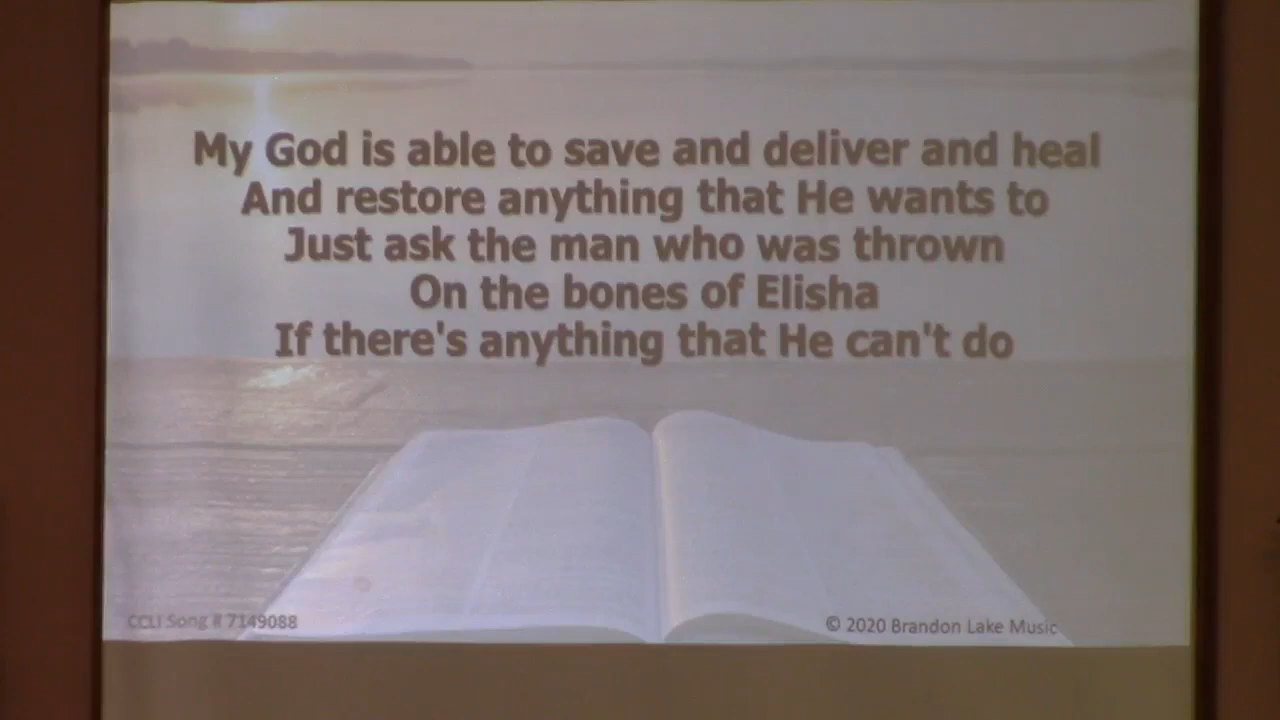 My God is able to save and deliver and heal
And restore anything that He wants to
Just ask the man who was thrown
On the bones of Elisha
If there's anything that He can't do
CCLI Song # 7149088
© 2020 Brandon Lake Music